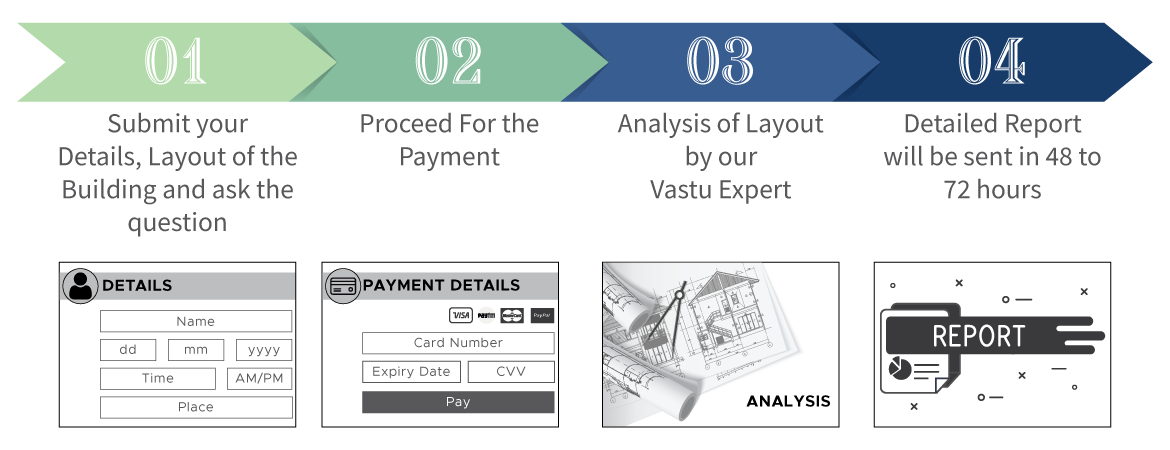 01
02
03
04
Submit your
Details, Layout of the
Building and ask the
question
Proceed For the
Payment
Analysis of Layout
by our
Vastu Expert
Detailed Report
will be sent in 48 to
72 hours
DETAILS
Name
dd
mm
yyyy
Time
AM/PM
Place
PAYMENT DETAILS
VISA
Paytm
MasterCard
PayPal
Card Number
Expiry Date
CVV
Pay
ANALYSIS
REPORT